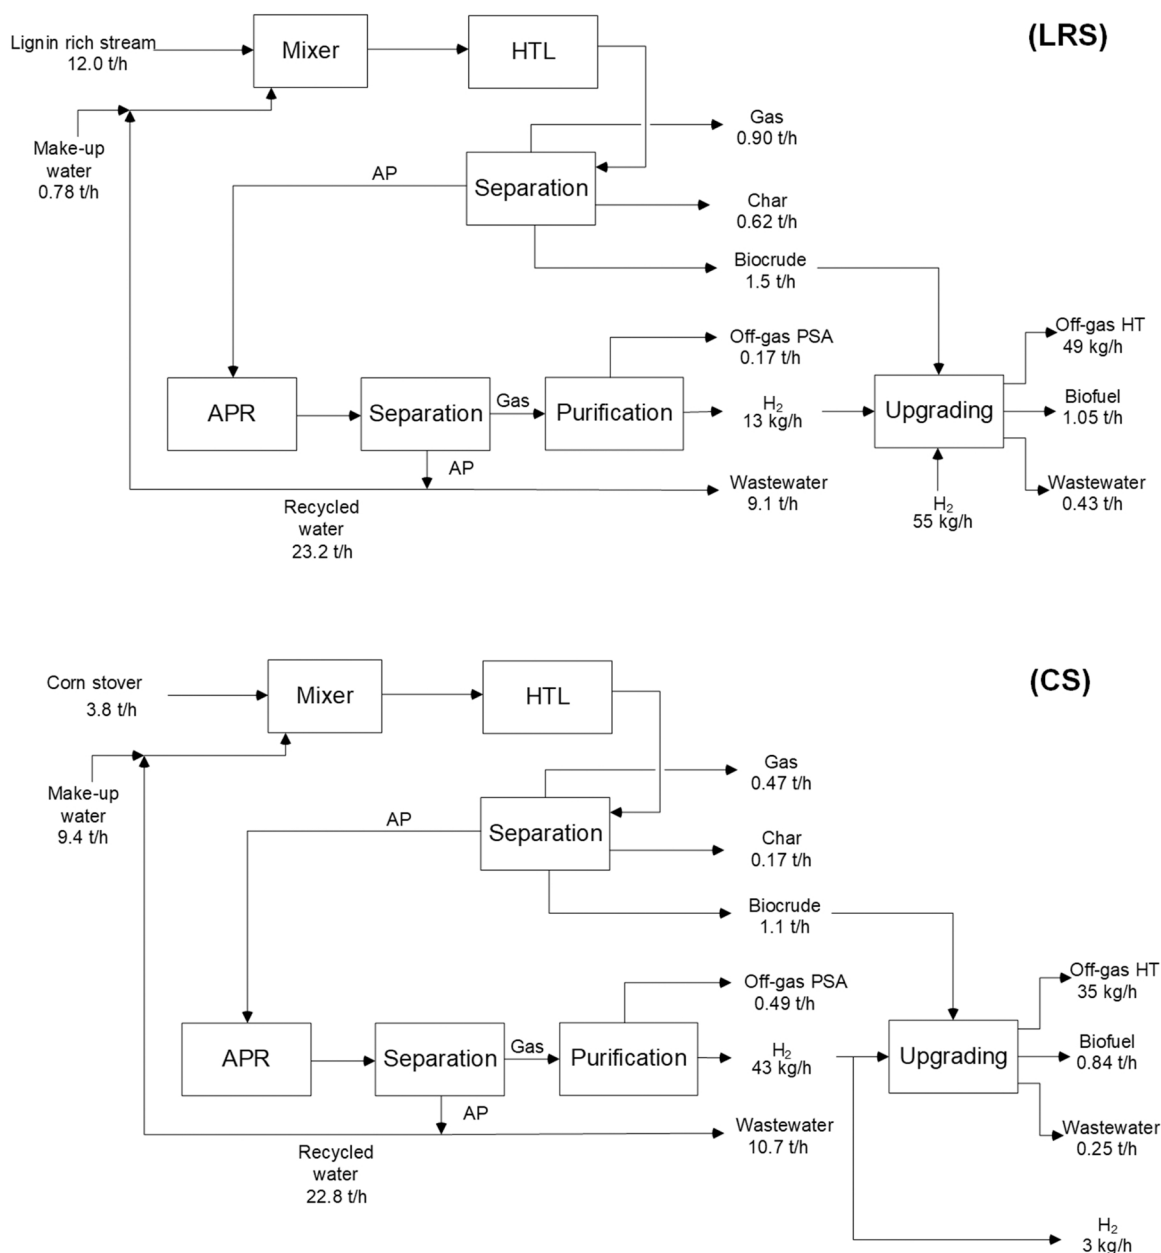 (LRS)
Lignin rich stream
12.0 t/h
Mixer
HTL
Make-up
water
0.78 t/h
Gas
0.90 t/h
AP
Separation
Char
0.62 t/h
Biocrude
1.5 t/h
Off-gas PSA
0.17 t/h
Off-gas HT
49 kg/h
APR
Separation
Gas
Purification
H₂
13 kg/h
Upgrading
Biofuel
1.05 t/h
AP
Recycled
water
23.2 t/h
Wastewater
9.1 t/h
H₂
55 kg/h
Wastewater
0.43 t/h
(CS)
Corn stover
3.8 t/h
Mixer
HTL
Make-up
water
9.4 t/h
Gas
0.47 t/h
AP
Separation
Char
0.17 t/h
Biocrude
1.1 t/h
Off-gas PSA
0.49 t/h
Off-gas HT
35 kg/h
APR
Separation
Gas
Purification
H₂
43 kg/h
Upgrading
Biofuel
0.84 t/h
AP
Recycled
water
22.8 t/h
Wastewater
10.7 t/h
Wastewater
0.25 t/h
H₂
3 kg/h